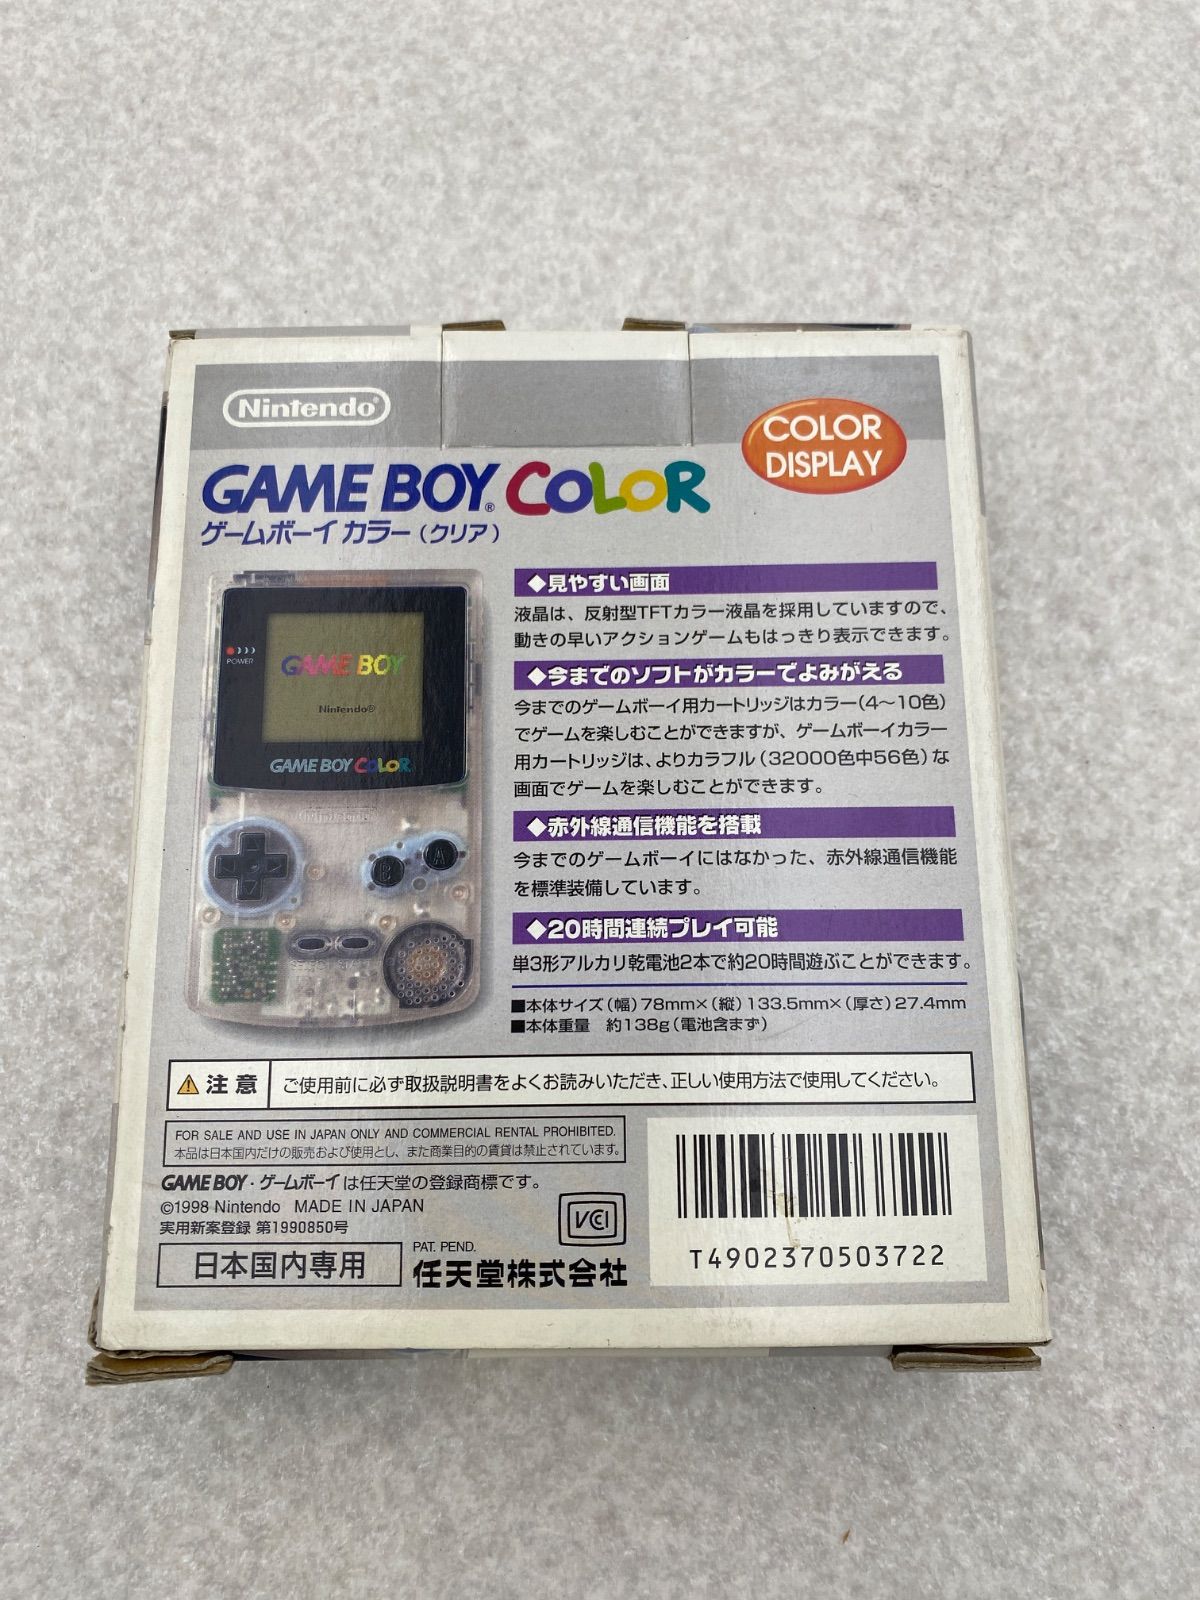 Nintendo
COLOR
DISPLAY
GAME BOY® COLOR
ゲームボーイ カラー（クリア）
POWER
GAME BOY
Nintendo®
GAME BOY COLOR
Nintendo
B
A
◆見やすい画面
液晶は、反射型TFTカラー液晶を採用していますので、
動きの早いアクションゲームもはっきり表示できます。
◆今までのソフトがカラーでよみがえる
今までのゲームボーイ用カートリッジはカラー（4〜10色）
でゲームを楽しむことができますが、ゲームボーイカラー
用カートリッジは、よりカラフル（32000色中56色）な
画面でゲームを楽しむことができます。
◆赤外線通信機能を搭載
今までのゲームボーイにはなかった、赤外線通信機能
を標準装備しています。
◆20時間連続プレイ可能
単3形アルカリ乾電池2本で約20時間遊ぶことができます。
■本体サイズ（幅）78mm×（縦）133.5mm×（厚さ）27.4mm
■本体重量　約138g（電池含まず）
注意 ご使用前に必ず取扱説明書をよくお読みいただき、正しい使用方法で使用してください。
FOR SALE AND USE IN JAPAN ONLY AND COMMERCIAL RENTAL PROHIBITED.
本品は日本国内だけの販売および使用とし、また商業目的の賃貸は禁止されています。
GAME BOY・ゲームボーイは任天堂の登録商標です。
©1998 Nintendo MADE IN JAPAN
実用新案登録 第1990850号
VCI
日本国内専用
PAT. PEND.
任天堂株式会社
T4902370503722